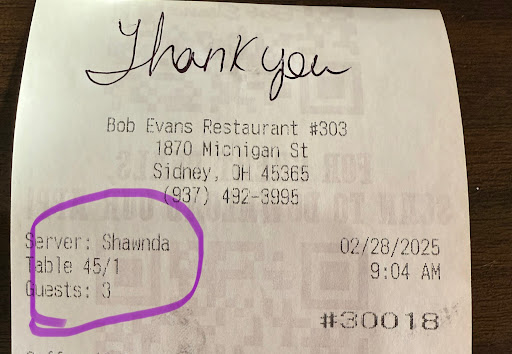 Thank you
Bob Evans Restaurant #303
1870 Michigan St
Sidney, OH 45365
(937) 492-3995
Server: Shawnda
02/28/2025
Table 45/1
9:04 AM
Guests: 3
#30018